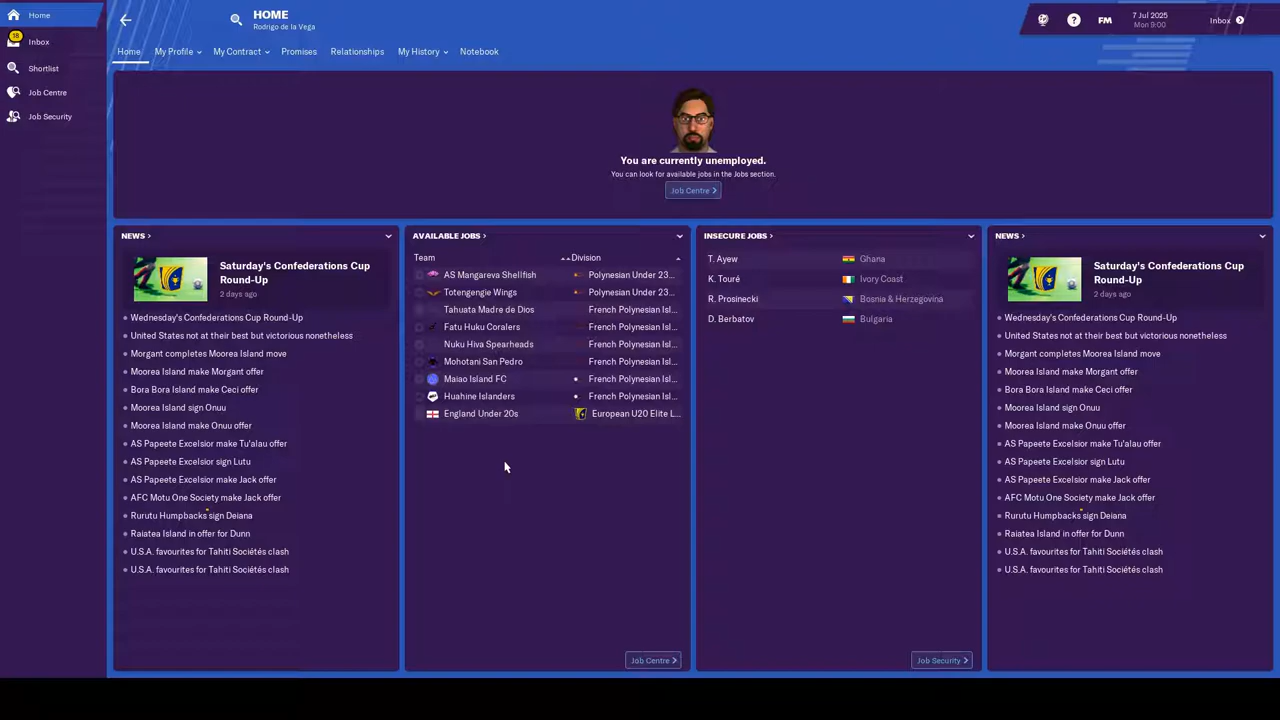 Home
18
Inbox
Shortlist
Job Centre
Job Security
HOME
Rodrigo de la Vega
?
FM
7 Jul 2025
Mon 9:00
Inbox
Home
My Profile
My Contract
Promises
Relationships
My History
Notebook
You are currently unemployed.
You can look for available jobs in the Jobs section.
Job Centre
NEWS
Saturday's Confederations Cup
Round-Up
2 days ago
Wednesday's Confederations Cup Round-Up
United States not at their best but victorious nonetheless
Morgant completes Moorea Island move
Moorea Island make Morgant offer
Bora Bora Island make Ceci offer
Moorea Island sign Onuu
Moorea Island make Onuu offer
AS Papeete Excelsior make Tu'alau offer
AS Papeete Excelsior sign Lutu
AS Papeete Excelsior make Jack offer
AFC Motu One Society make Jack offer
Rurutu Humpbacks sign Deiana
Raiatea Island in offer for Dunn
U.S.A. favourites for Tahiti Sociétés clash
U.S.A. favourites for Tahiti Sociétés clash
AVAILABLE JOBS
Team Division
AS Mangareva Shellfish Polynesian Under 23...
Totengengie Wings Polynesian Under 23...
Tahuata Madre de Dios French Polynesian Isl...
Fatu Huku Coralers French Polynesian Isl...
Nuku Hiva Spearheads French Polynesian Isl...
Mohotani San Pedro French Polynesian Isl...
Maiao Island FC French Polynesian Isl...
Huahine Islanders French Polynesian Isl...
England Under 20s European U20 Elite L...
Job Centre
INSECURE JOBS
T. Ayew Ghana
K. Touré Ivory Coast
R. Prosinecki Bosnia & Herzegovina
D. Berbatov Bulgaria
Job Security
NEWS
Saturday's Confederations Cup
Round-Up
2 days ago
Wednesday's Confederations Cup Round-Up
United States not at their best but victorious nonetheless
Morgant completes Moorea Island move
Moorea Island make Morgant offer
Bora Bora Island make Ceci offer
Moorea Island sign Onuu
Moorea Island make Onuu offer
AS Papeete Excelsior make Tu'alau offer
AS Papeete Excelsior sign Lutu
AS Papeete Excelsior make Jack offer
AFC Motu One Society make Jack offer
Rurutu Humpbacks sign Deiana
Raiatea Island in offer for Dunn
U.S.A. favourites for Tahiti Sociétés clash
U.S.A. favourites for Tahiti Sociétés clash